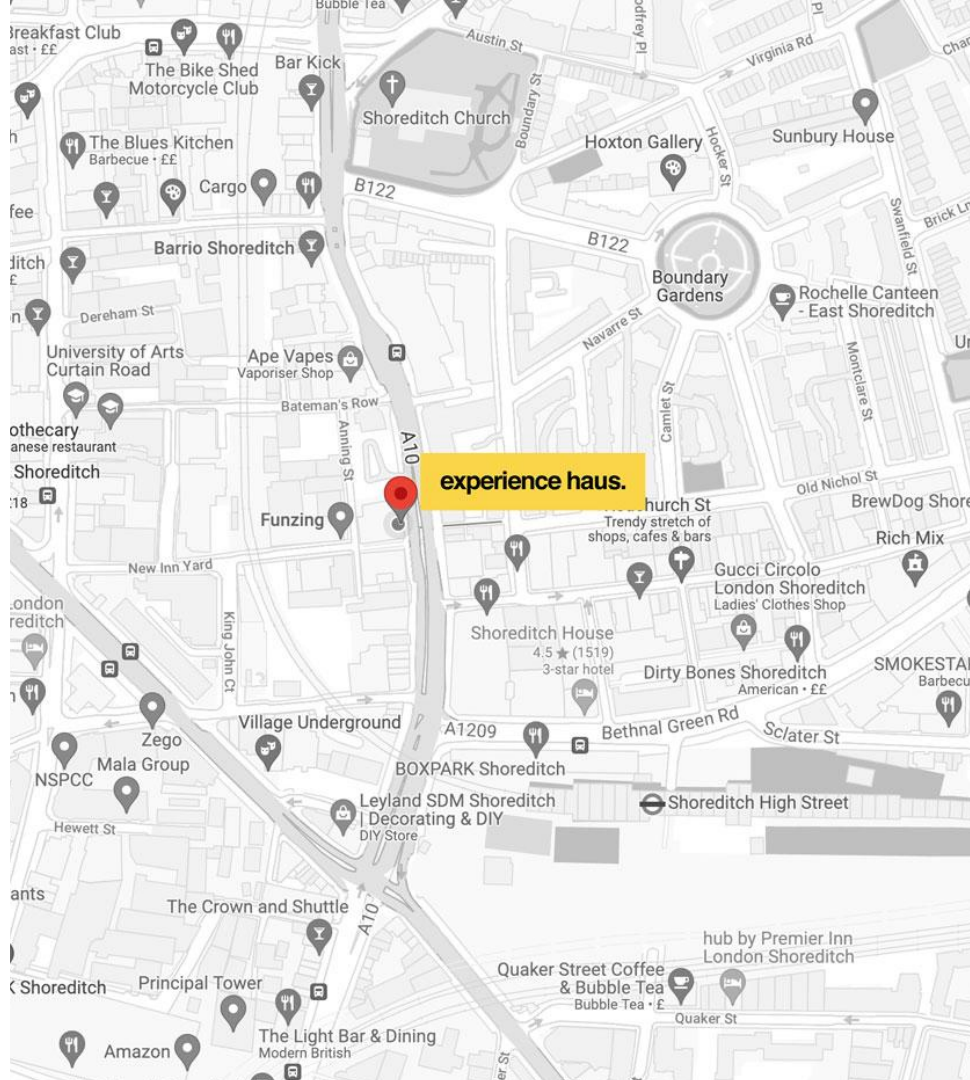 Bubble Tea
Breakfast Club
ast • ££
The Bike Shed
Motorcycle Club
Bar Kick
Austin St
Virginia Rd
Pl
Shoreditch Church
Boundary St
Hoxton Gallery
Hocker St
Sunbury House
The Blues Kitchen
Barbecue • ££
Cargo
B122
Swanfield St
Brick Ln
fee
Barrio Shoreditch
B122
ditch
£
Boundary
Gardens
Rochelle Canteen
- East Shoreditch
Dereham St
Navarre St
University of Arts
Curtain Road
Ape Vapes
Vaporiser Shop
Montclare St
Bateman's Row
Camlet St
othecary
anese restaurant
Anning St
A10
Shoreditch
experience haus.
Old Nichol St
church St
Trendy stretch of
shops, cafes & bars
BrewDog Shore
Funzing
Rich Mix
New Inn Yard
Gucci Circolo
London Shoreditch
Ladies' Clothes Shop
London
reditch
King John Ct
Shoreditch House
4.5 ★ (1519)
3-star hotel
Dirty Bones Shoreditch
American • ££
SMOKESTA
Barbecu
Village Underground
A1209
Bethnal Green Rd
Sclater St
Zego
NSPCC
Mala Group
BOXPARK Shoreditch
Leyland SDM Shoreditch
| Decorating & DIY
DIY Store
Shoreditch High Street
Hewett St
ants
The Crown and Shuttle
A10
hub by Premier Inn
London Shoreditch
Quaker Street Coffee
& Bubble Tea
Bubble Tea • £
Quaker St
Shoreditch
Principal Tower
The Light Bar & Dining
Modern British
Amazon
er St